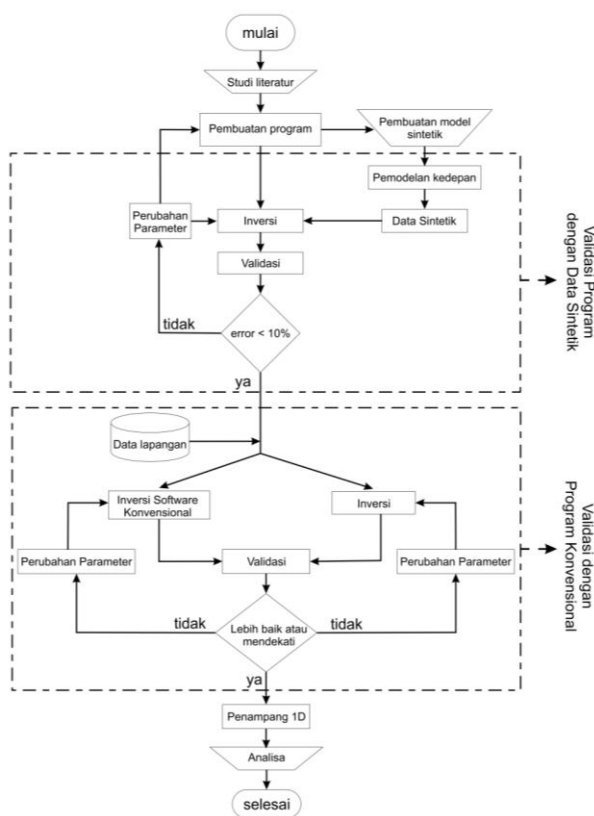 mulai
Studi literatur
Pembuatan program
Pembuatan model
sintetik
Pemodelan kedepan
Perubahan
Parameter
Inversi
Data Sintetik
Validasi
tidak
error < 10%
ya
Validasi Program
dengan Data Sintetik
Data lapangan
Inversi Software
Konvensional
Inversi
Perubahan Parameter
Validasi
Perubahan Parameter
tidak
Lebih baik atau
mendekati
tidak
ya
Validasi dengan
Program Konvensional
Penampang 1D
Analisa
selesai